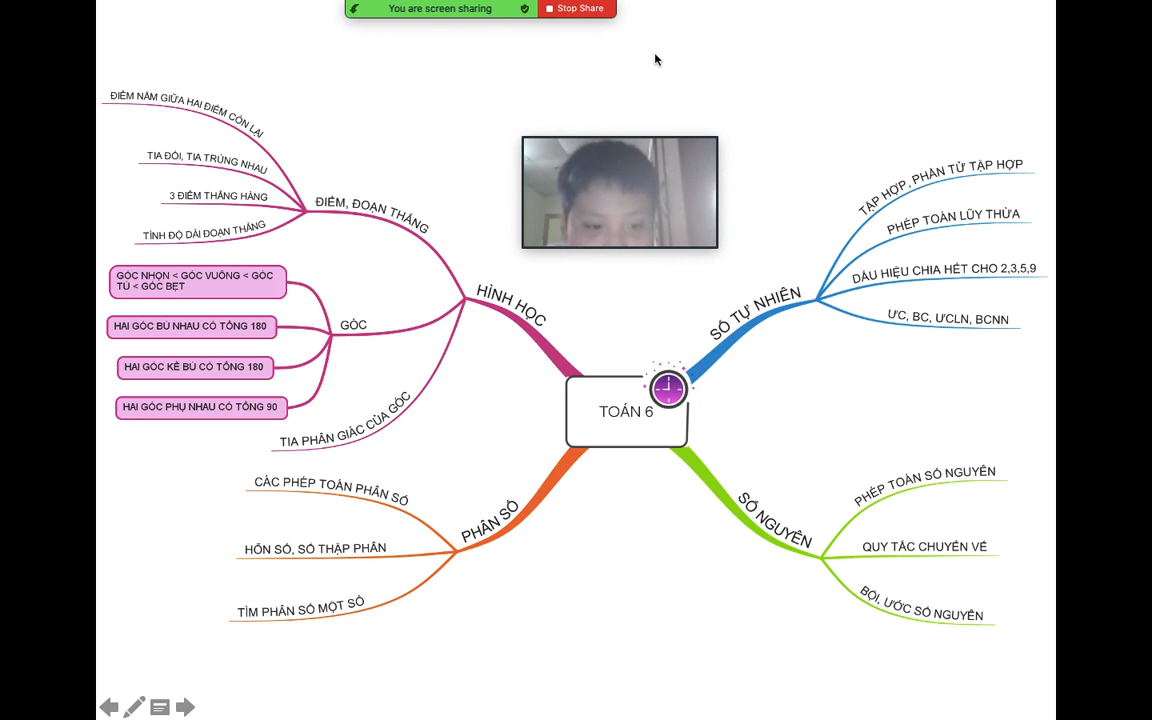 You are screen sharing
Stop Share
TOÁN 6
HÌNH HỌC
ĐIỂM, ĐOẠN THẲNG
ĐIỂM NẰM GIỮA HAI ĐIỂM CÒN LẠI
TIA ĐỐI, TIA TRÙNG NHAU
3 ĐIỂM THẲNG HÀNG
TÍNH ĐỘ DÀI ĐOẠN THẲNG
GÓC
GÓC NHỌN < GÓC VUÔNG < GÓC
TÙ < GÓC BẸT
HAI GÓC BÙ NHAU CÓ TỔNG 180
HAI GÓC KỀ BÙ CÓ TỔNG 180
HAI GÓC PHỤ NHAU CÓ TỔNG 90
TIA PHÂN GIÁC CỦA GÓC
PHÂN SỐ
CÁC PHÉP TOÁN PHÂN SỐ
HỖN SỐ, SỐ THẬP PHÂN
TÌM PHÂN SỐ MỘT SỐ
SỐ TỰ NHIÊN
TẬP HỢP, PHẦN TỬ TẬP HỢP
PHÉP TOÁN LŨY THỪA
DẤU HIỆU CHIA HẾT CHO 2,3,5,9
ƯC, BC, ƯCLN, BCNN
SỐ NGUYÊN
PHÉP TOÁN SỐ NGUYÊN
QUY TẮC CHUYỂN VẾ
BỘI, ƯỚC SỐ NGUYÊN